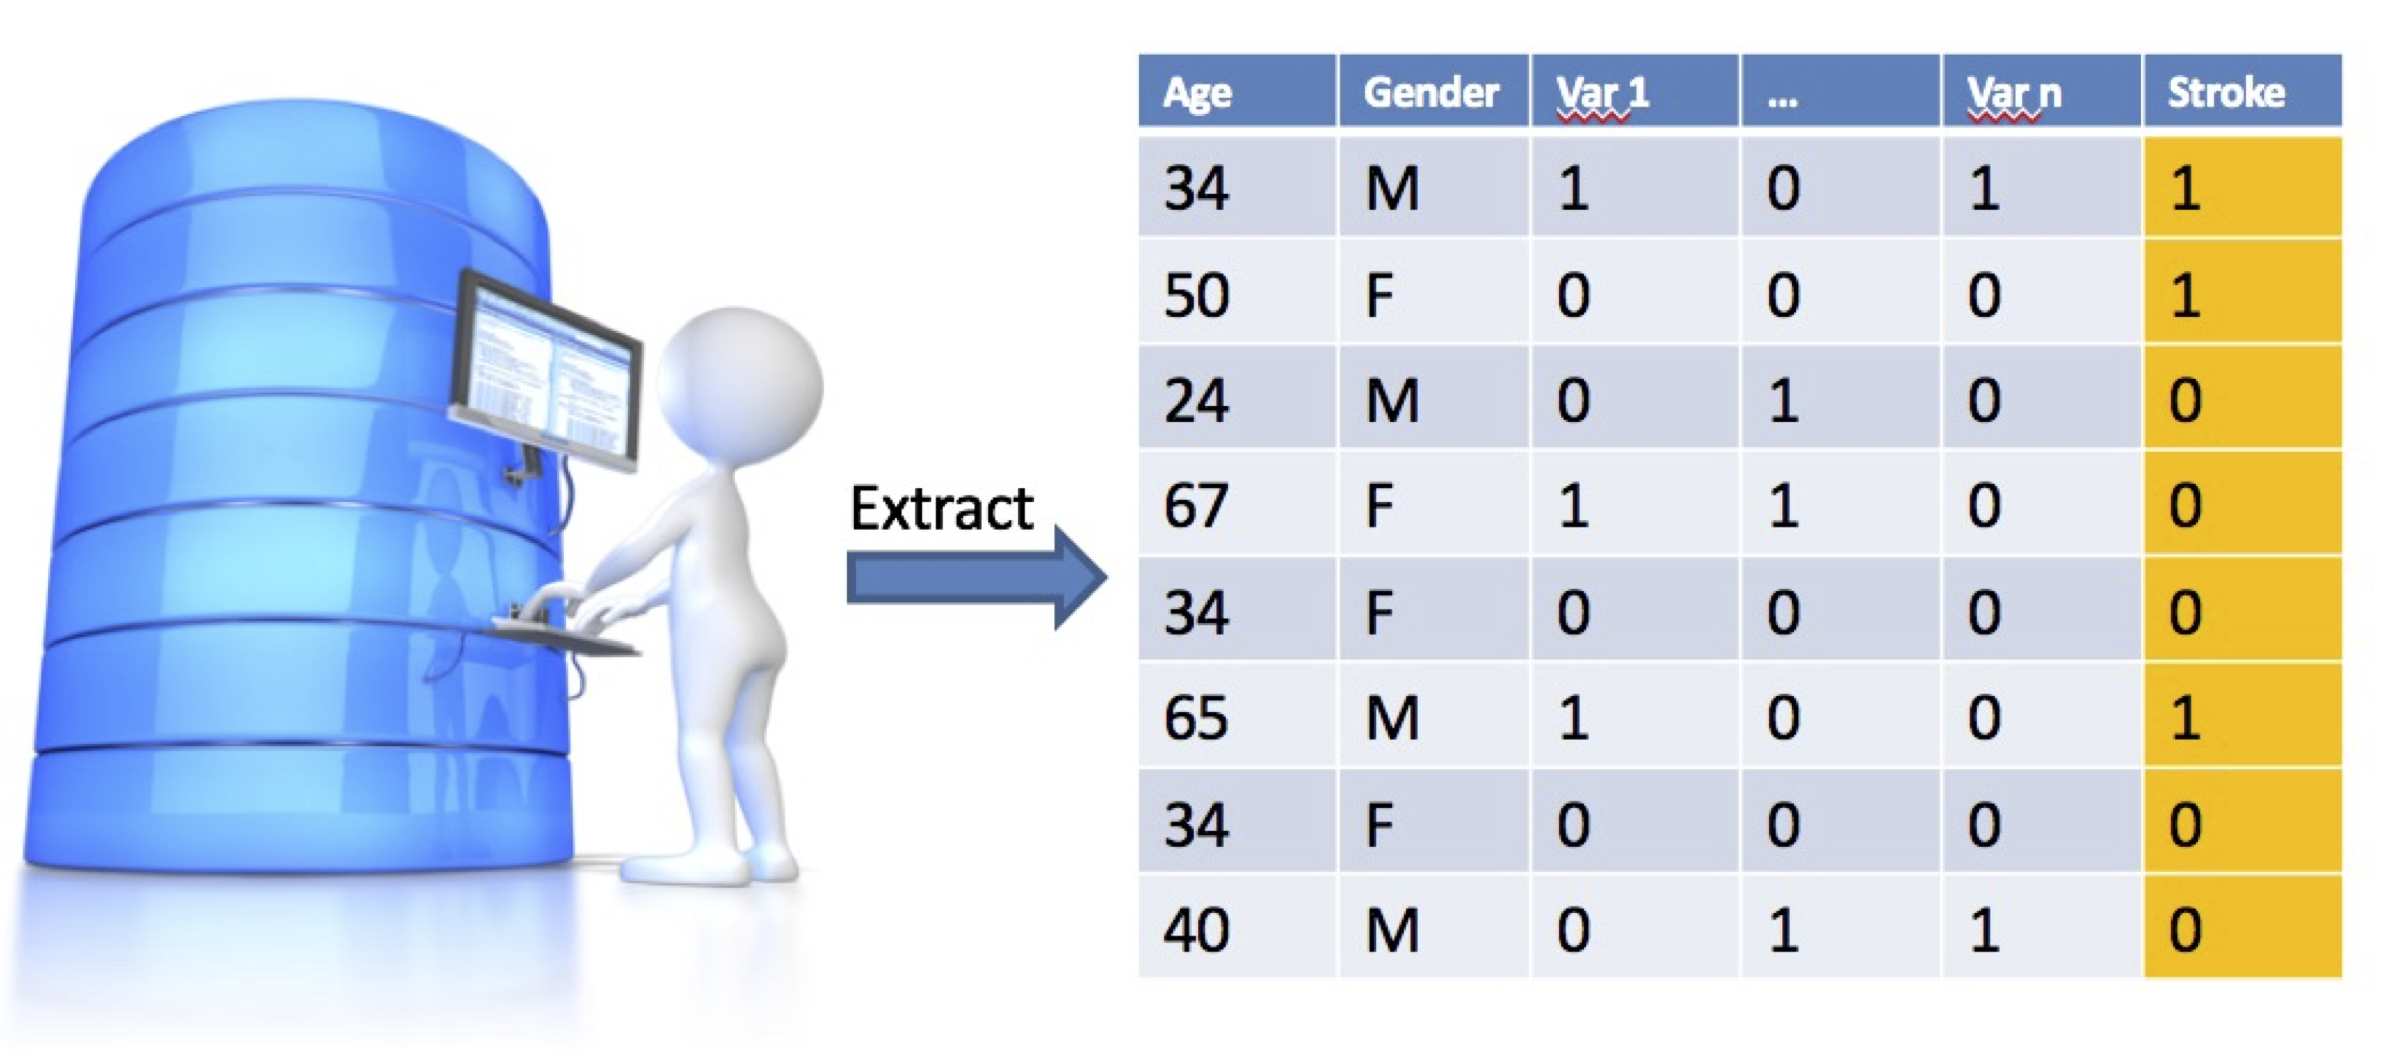 Extract
Age Gender Var 1 ... Var n Stroke
34 M 1 0 1 1
50 F 0 0 0 1
24 M 0 1 0 0
67 F 1 1 0 0
34 F 0 0 0 0
65 M 1 0 0 1
34 F 0 0 0 0
40 M 0 1 1 0